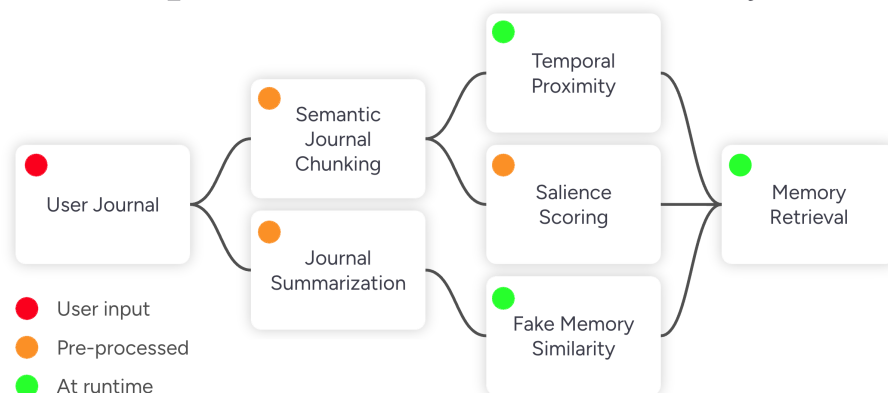 Temporal
Proximity
Semantic
Journal
Chunking
User Journal
Salience
Scoring
Memory
Retrieval
Journal
Summarization
Fake Memory
Similarity
User input
Pre-processed
At runtime